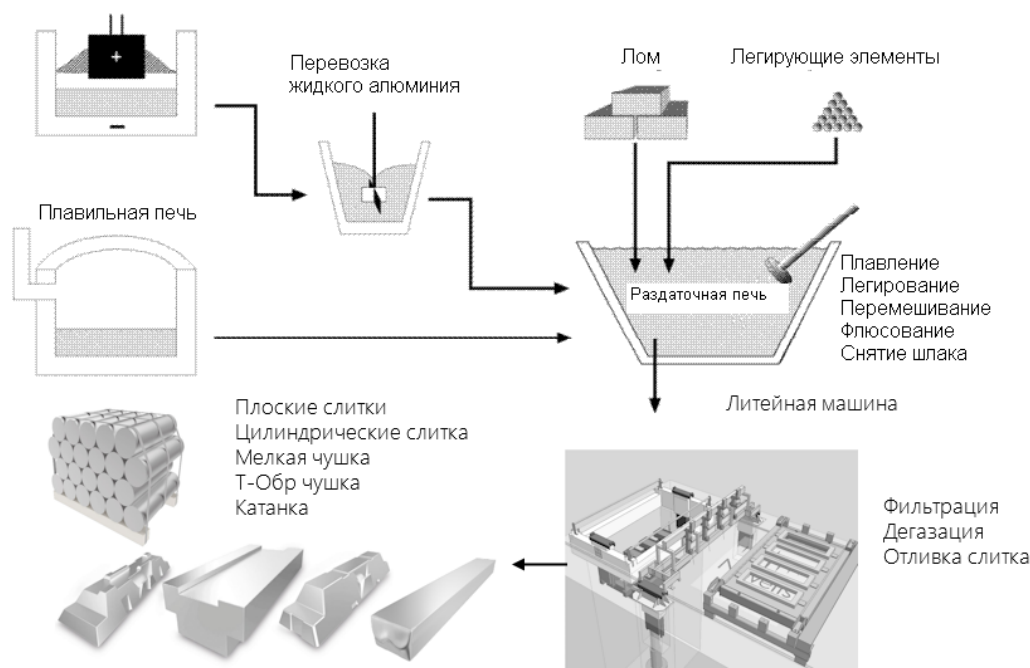 +
Перевозка
жидкого алюминия
Лом
Легирующие элементы
Плавильная печь
Раздаточная печь
Плавление
Легирование
Перемешивание
Флюсование
Снятие шлака
Литейная машина
Плоские слитки
Цилиндрические слитка
Мелкая чушка
Т-Обр чушка
Катанка
Фильтрация
Дегазация
Отливка слитка